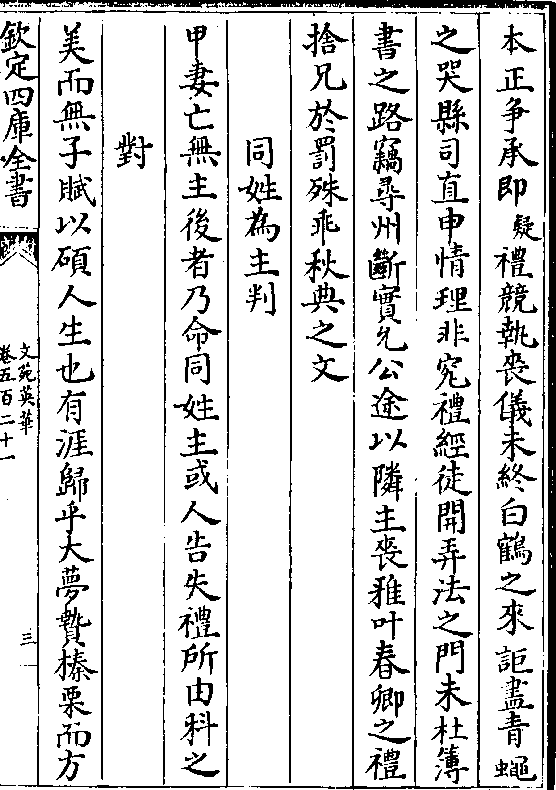 本正争承即疑禮競執喪儀未終白鶴之來詎盡青蠅
之哭縣司直申情理非究禮經徒開弄法之門未杜簿
書之路竊尋州斷實允公途以隣主喪雅叶春卿之禮
捨兄於罰殊乖秋典之文
同姓為主判
甲妻亡無主後者乃命同姓主或人告失禮所由科之
對
美而無子賦以碩人生也有涯歸乎大夢贄榛栗而方
欽定四庫全書
文苑英華
卷五百二十一
三